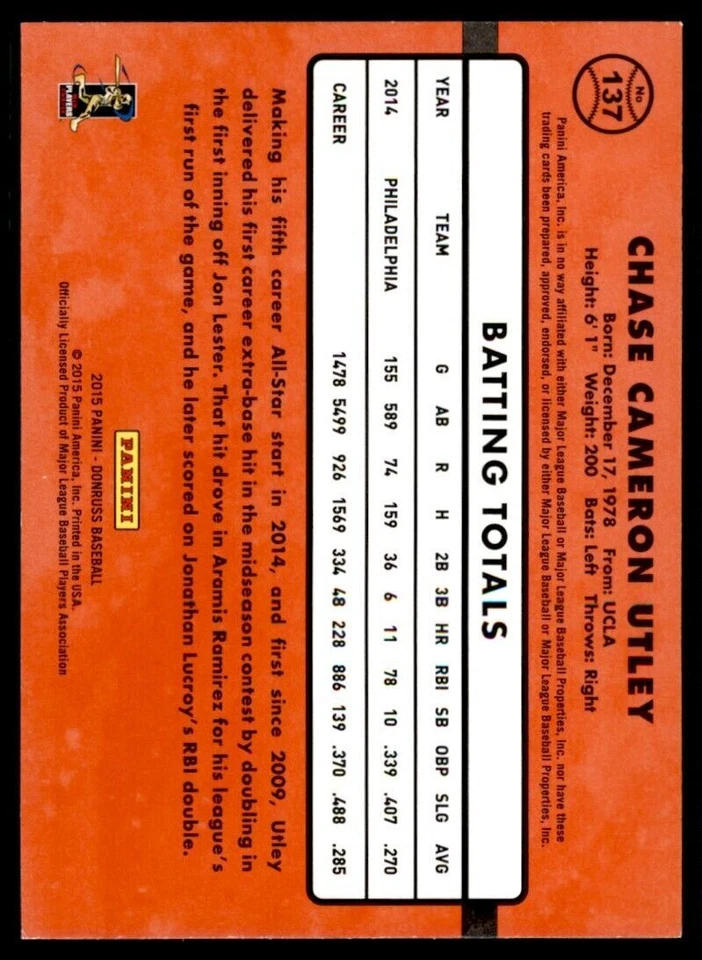 No
137
CHASE CAMERON UTLEY
Born: December 17, 1978 From: UCLA
Height: 6' 1" Weight: 200 Bats: Left Throws: Right
Panini America, Inc. is in no way affiliated with either Major League Baseball or Major League Baseball Properties, Inc. nor have these
trading cards been prepared, approved, endorsed, or licensed by either Major League Baseball or Major League Baseball Properties, Inc.
BATTING TOTALS
YEAR TEAM G AB R H 2B 3B HR RBI SB OBP SLG AVG
2014 PHILADELPHIA 155 589 74 159 36 6 11 78 10 .339 .407 .270
CAREER 1478 5499 926 1569 334 48 228 886 139 .370 .488 .285
Making his fifth career All-Star start in 2014, and first since 2009, Utley
delivered his first career extra-base hit in the midseason contest by doubling in
the first inning off Jon Lester. That hit drove in Aramis Ramirez for his league's
first run of the game, and he later scored on Jonathan Lucroy's RBI double.
PLAYERS
PANINI
2015 PANINI - DONRUSS BASEBALL
© 2015 Panini America, Inc. Printed in the USA.
Officially Licensed Product of Major League Baseball Players Association